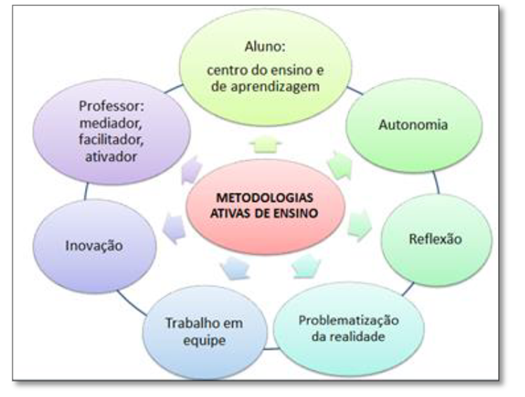 Aluno:
centro do ensino e
de aprendizagem
Autonomia
Reflexão
Problematização
da realidade
Trabalho em
equipe
Inovação
Professor:
mediador,
facilitador,
ativador
METODOLOGIAS
ATIVAS DE ENSINO